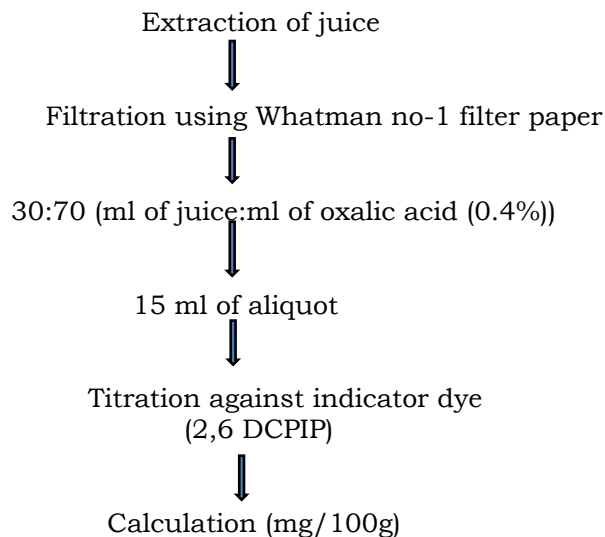 Extraction of juice
Filtration using Whatman no-1 filter paper
30:70 (ml of juice:ml of oxalic acid (0.4%))
15 ml of aliquot
Titration against indicator dye
(2,6 DCPIP)
Calculation (mg/100g)